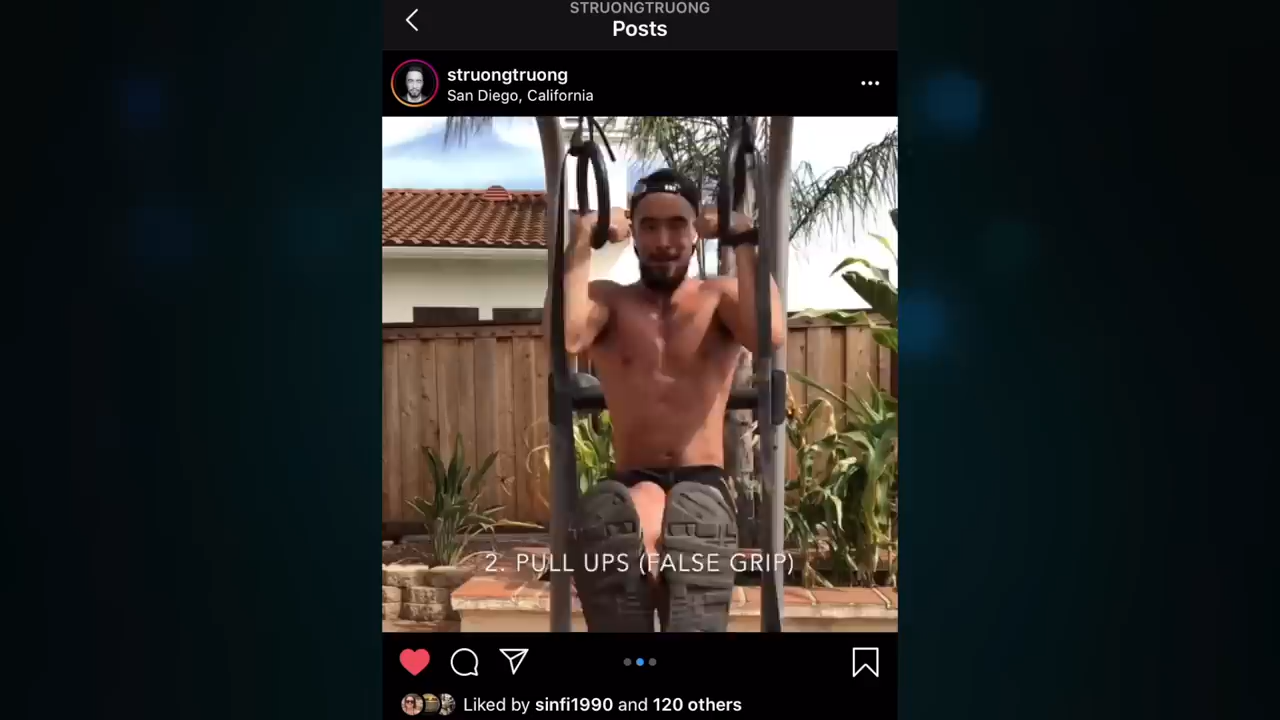 STRUONGTRUONG
Posts
struongtruong
San Diego, California
2. PULL UPS (FALSE GRIP)
Liked by sinfi1990 and 120 others